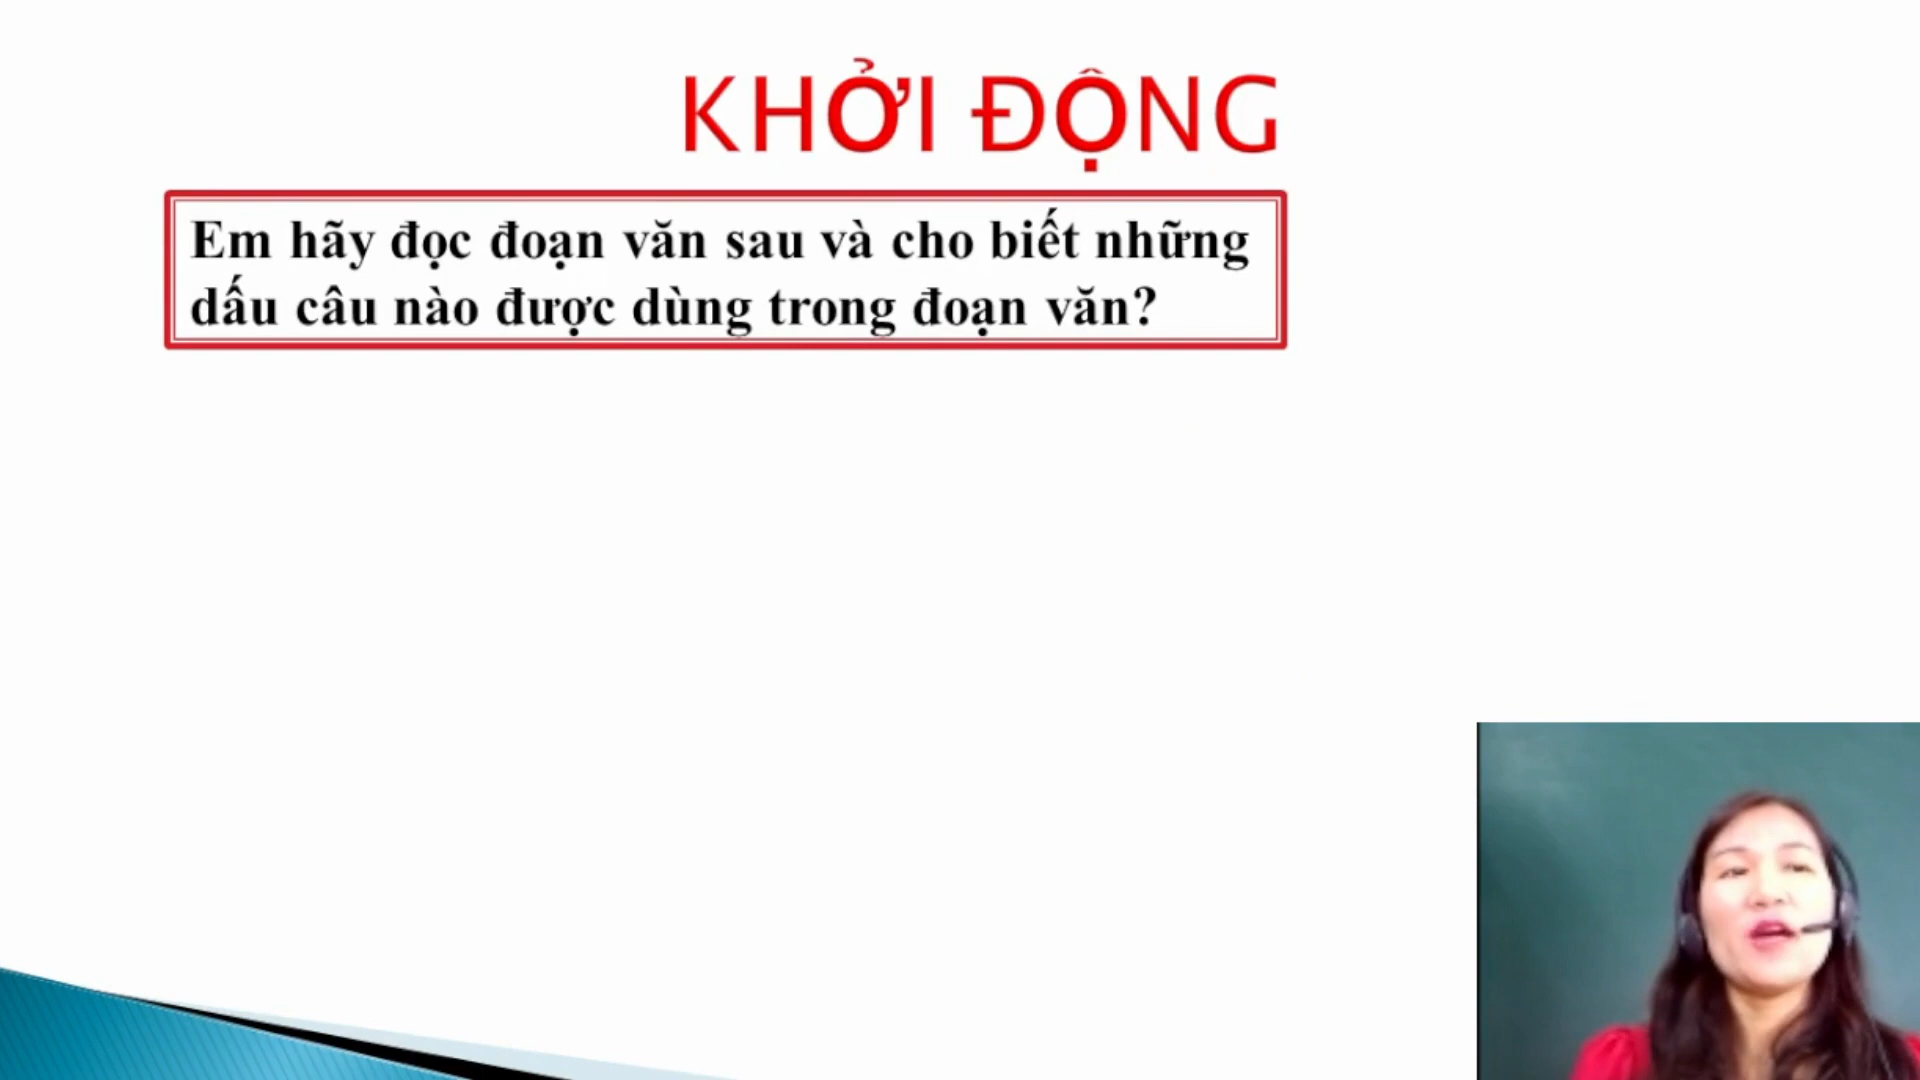 KHỞI ĐỘNG
Em hãy đọc đoạn văn sau và cho biết những
dấu câu nào được dùng trong đoạn văn?